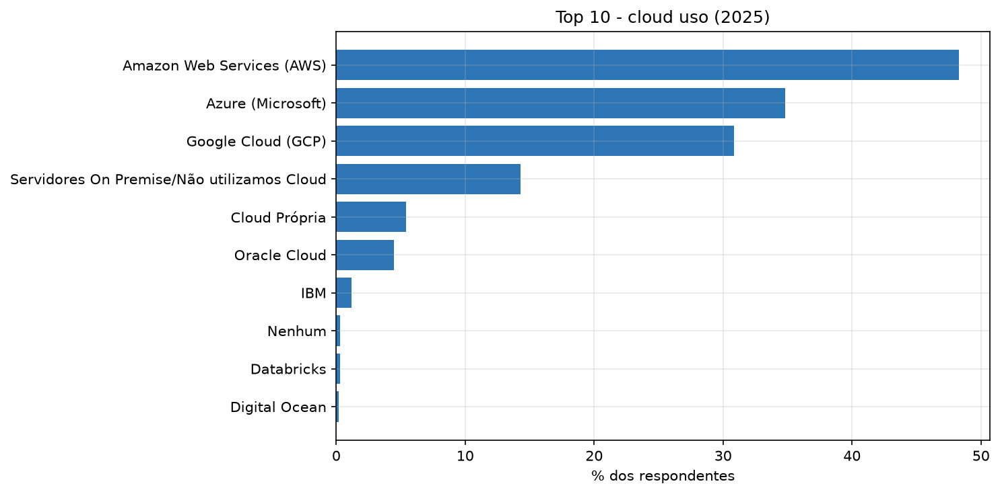 Top 10 - cloud uso (2025)
Amazon Web Services (AWS)
Azure (Microsoft)
Google Cloud (GCP)
Servidores On Premise/Não utilizamos Cloud
Cloud Própria
Oracle Cloud
IBM
Nenhum
Databricks
Digital Ocean
0 10 20 30 40 50
% dos respondentes